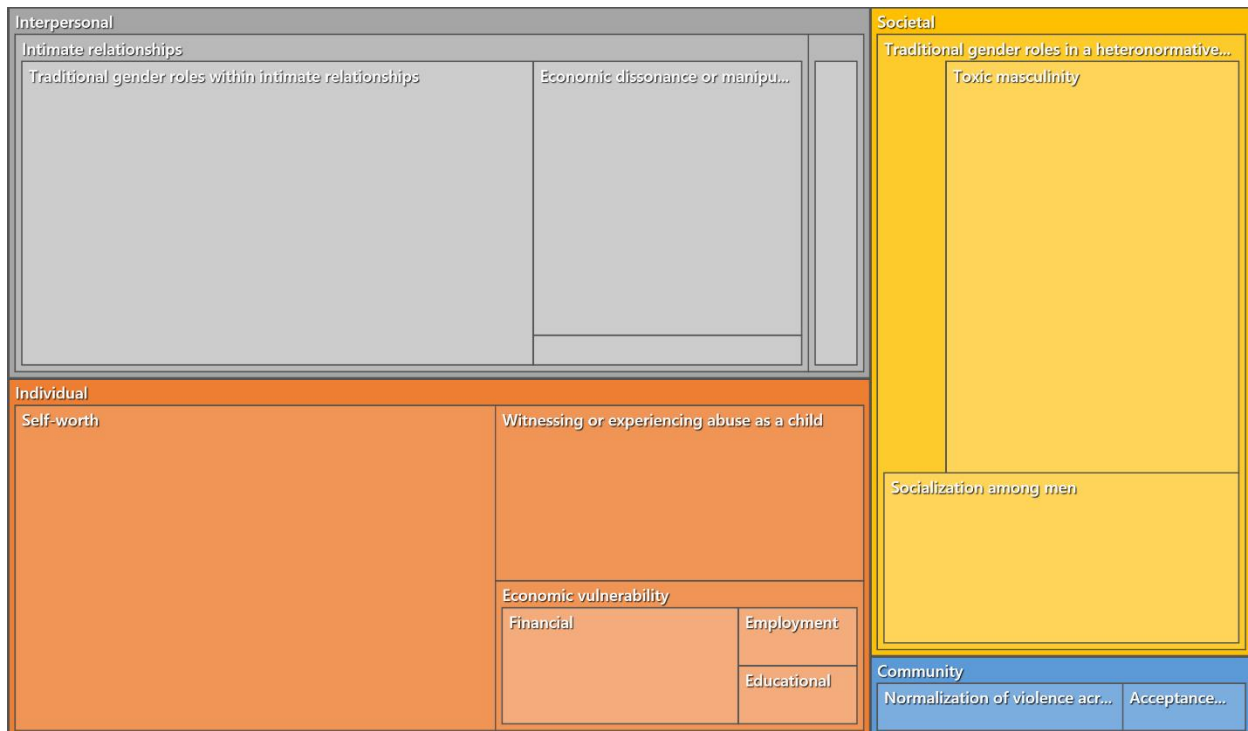 Interpersonal
Intimate relationships
Traditional gender roles within intimate relationships
Economic dissonance or manipu...
Societal
Traditional gender roles in a heteronormative...
Toxic masculinity
Socialization among men
Individual
Self-worth
Witnessing or experiencing abuse as a child
Economic vulnerability
Financial
Employment
Educational
Community
Normalization of violence acr...
Acceptance...